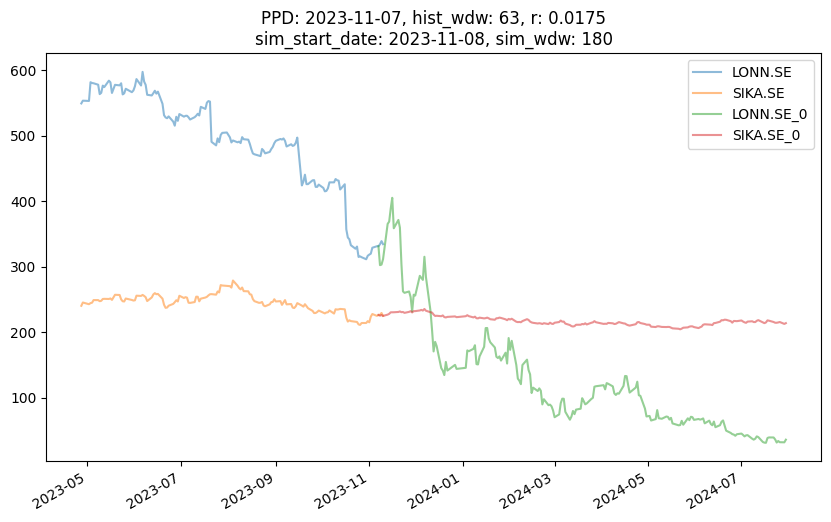 PPD: 2023-11-07, hist_wdw: 63, r: 0.0175
sim_start_date: 2023-11-08, sim_wdw: 180
LONN.SE
SIKA.SE
LONN.SE_0
SIKA.SE_0
600
500
400
300
200
100
2023-05
2023-07
2023-09
2023-11
2024-01
2024-03
2024-05
2024-07